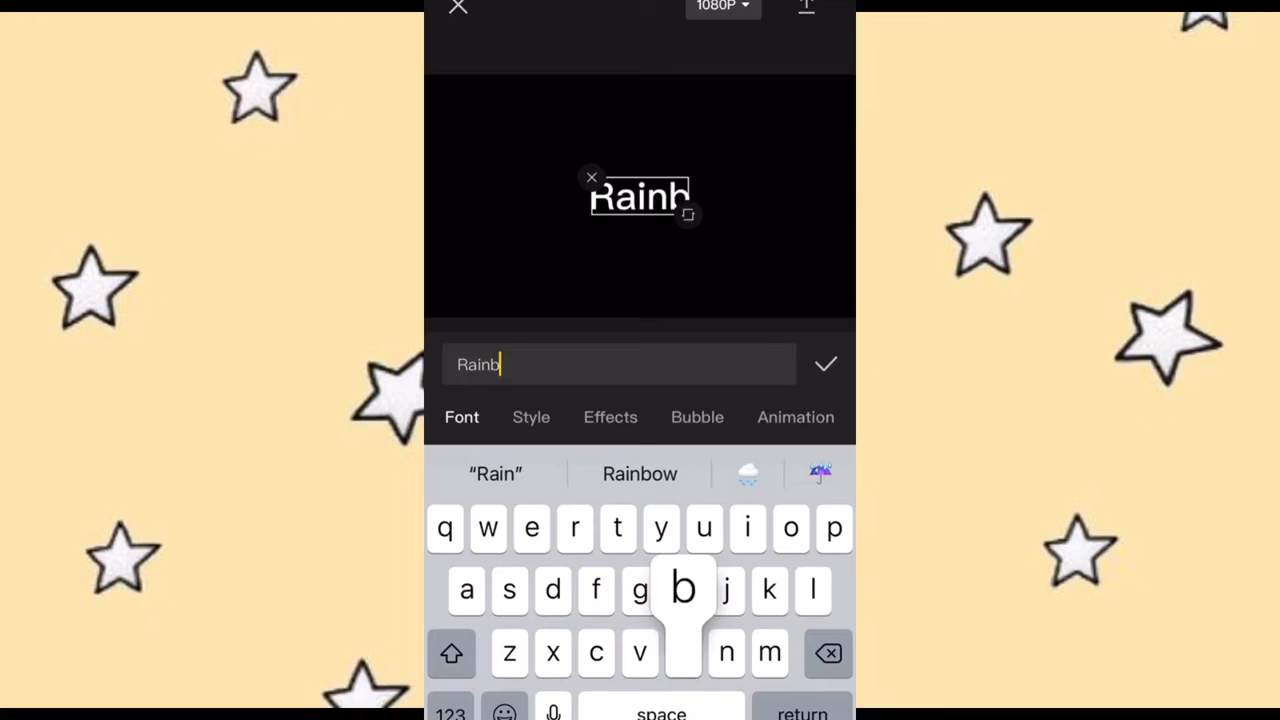 1080P
Rainb
Rainb
Font Style Effects Bubble Animation
“Rain” Rainbow
q w e r t y u i o p
a s d f g b j k l
z x c v n m
123 space return